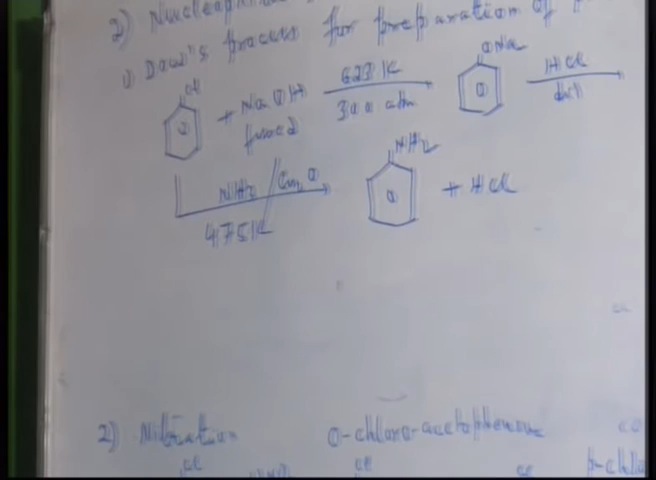 2) Nucleophilic
i) Dow's process for preparation of
Cl
+ NaOH
fused
623 K
300 atm
ONa
HCl
dil
NH3 / Cu2O
475 K
NH2
+ HCl
2) Nitration
o-chloro-acetophenone
Cl
Cl
Cl
p-chlo